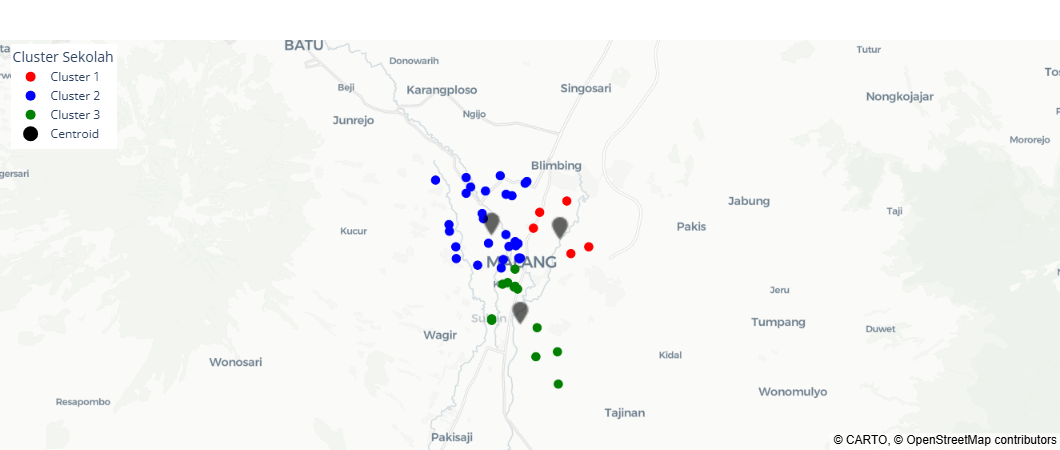 BATU
Tutur
Donowarih
Cluster Sekolah
Cluster 1
Cluster 2
Cluster 3
Centroid
Beji
Karangploso
Singosari
Nongkojajar
Ngijo
Junrejo
Mororejo
Blimbing
gersari
Jabung
Taji
Pakis
Kucur
MALANG
Jeru
Tumpang
Duwet
Wagir
Kidal
Wonosari
Wonomulyo
Resapombo
Tajinan
Pakisaji
© CARTO, © OpenStreetMap contributors